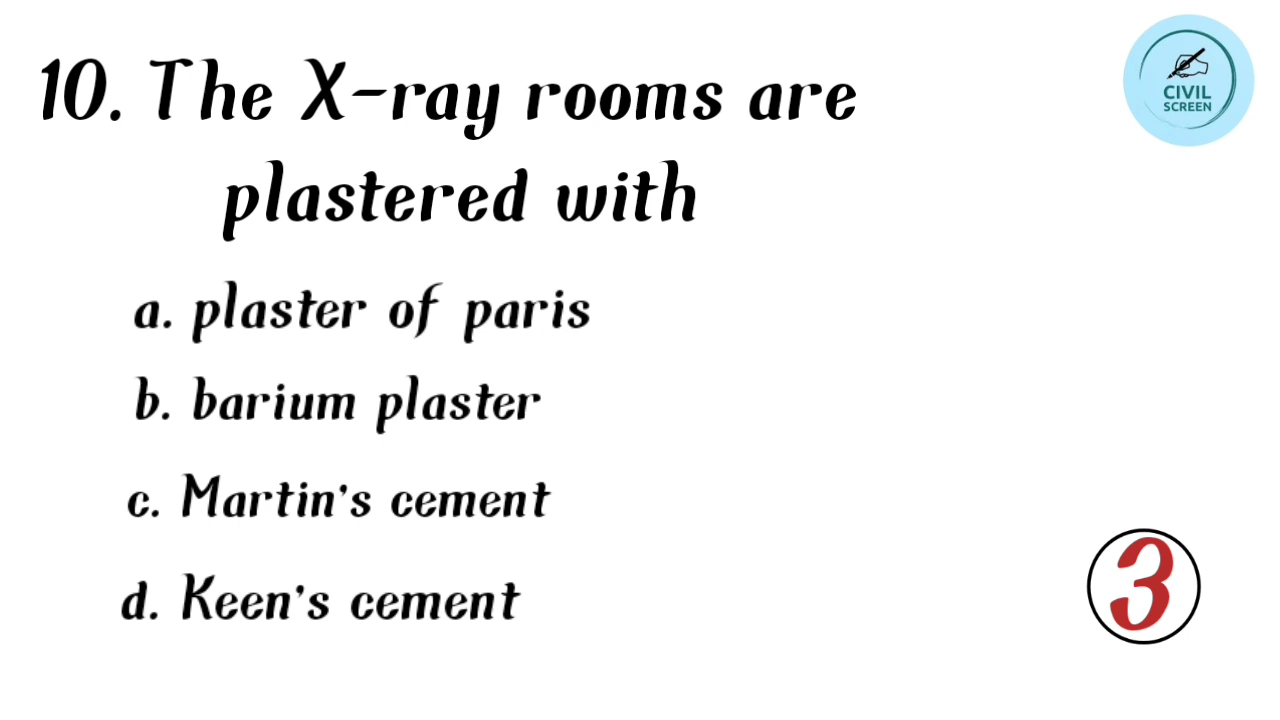 10. The X-ray rooms are
plastered with
a. plaster of paris
b. barium plaster
c. Martin's cement
d. Keen's cement
CIVIL
SCREEN
3